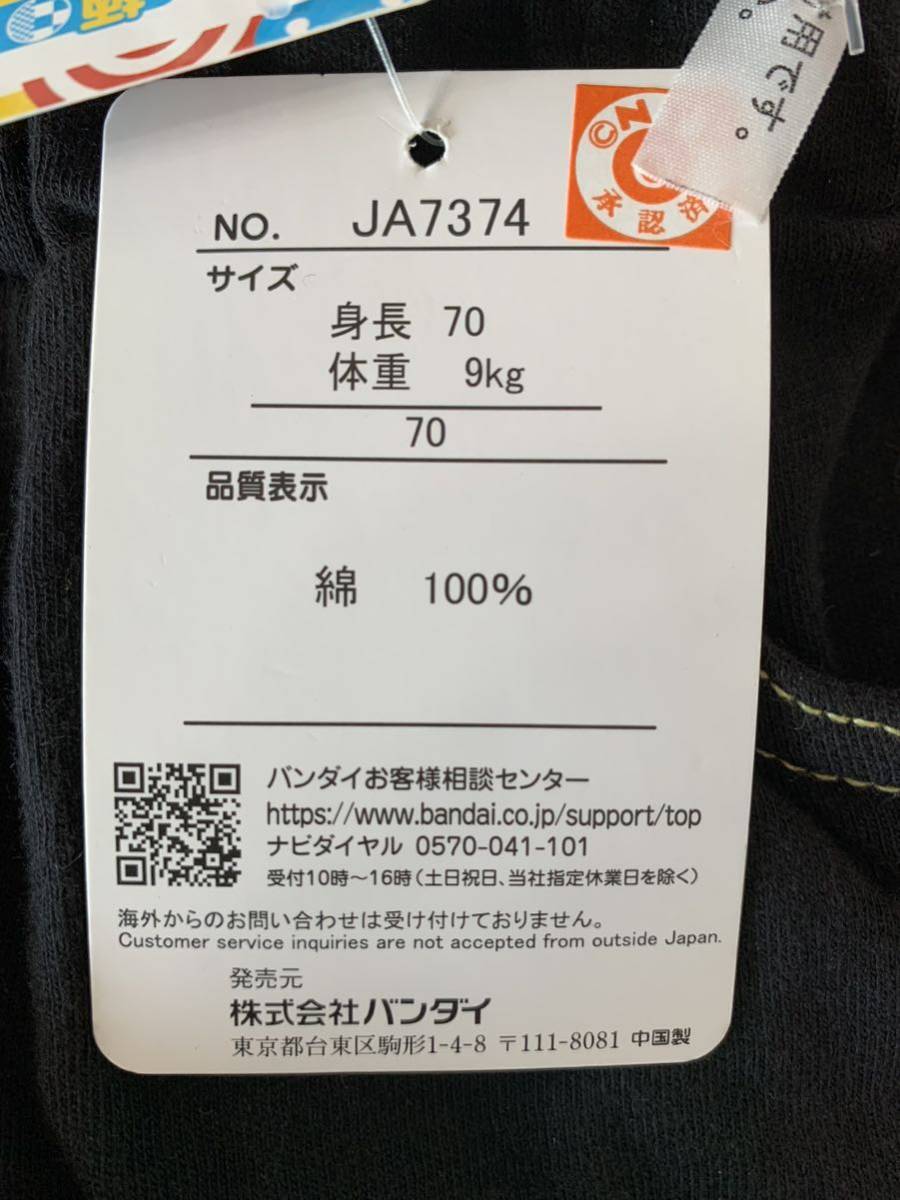 用です。
©
承認済
NO. JA7374
サイズ
身長 70
体重 9kg
70
品質表示
綿 100%
バンダイお客様相談センター
https://www.bandai.co.jp/support/top
ナビダイヤル 0570-041-101
受付10時～16時(土日祝日、当社指定休業日を除く)
海外からのお問い合わせは受け付けておりません。
Customer service inquiries are not accepted from outside Japan.
発売元
株式会社バンダイ
東京都台東区駒形1-4-8 〒111-8081 中国製